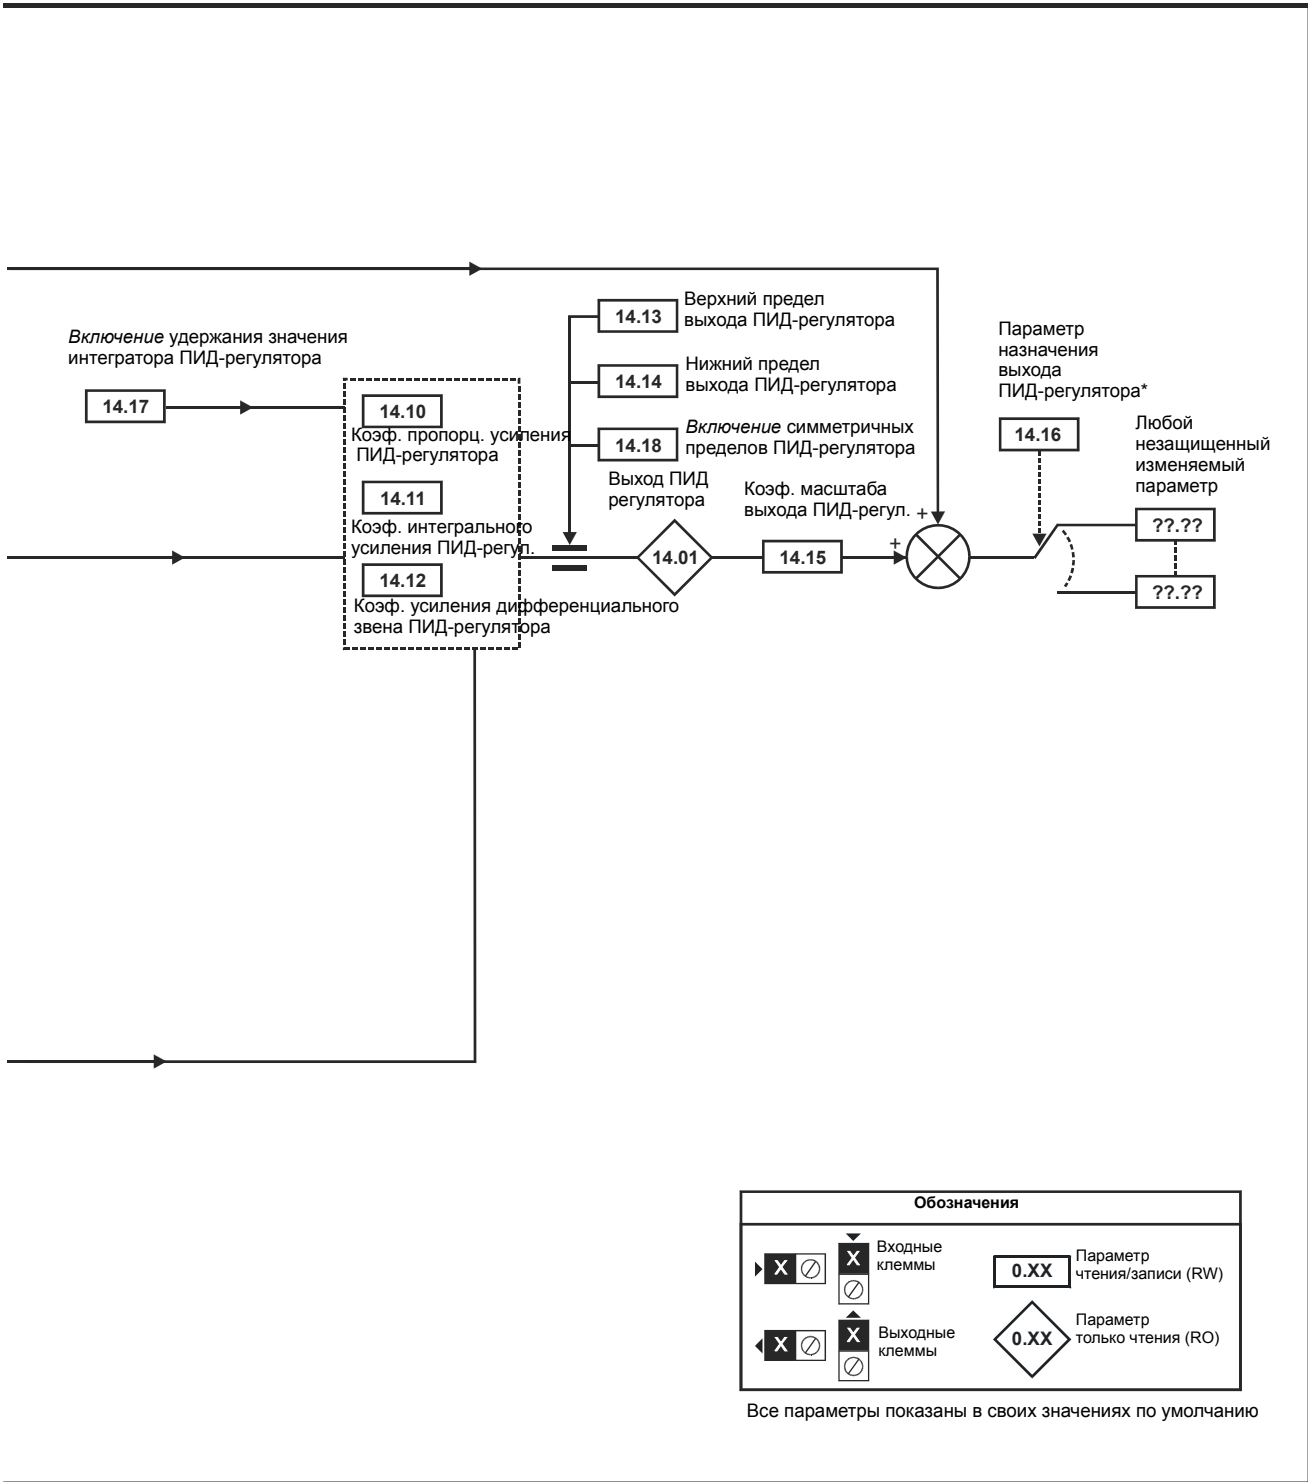 Включение удержания значения
интегратора ПИД-регулятора
14.17
14.10
Коэф. пропорц. усиления
ПИД-регулятора
14.11
Коэф. интегрального
усиления ПИД-регул.
14.12
Коэф. усиления дифференциального
звена ПИД-регулятора
14.13
Верхний предел
выхода ПИД-регулятора
14.14
Нижний предел
выхода ПИД-регулятора
14.18
Включение симметричных
пределов ПИД-регулятора
Выход ПИД
регулятора
14.01
Коэф. масштаба
выхода ПИД-регул.
14.15
+
+
Параметр
назначения
выхода
ПИД-регулятора*
14.16
Любой
незащищенный
изменяемый
параметр
??.??
??.??
Обозначения
X
X
Входные
клеммы
0.XX
Параметр
чтения/записи (RW)
X
X
Выходные
клеммы
0.XX
Параметр
только чтения (RO)
Все параметры показаны в своих значениях по умолчанию